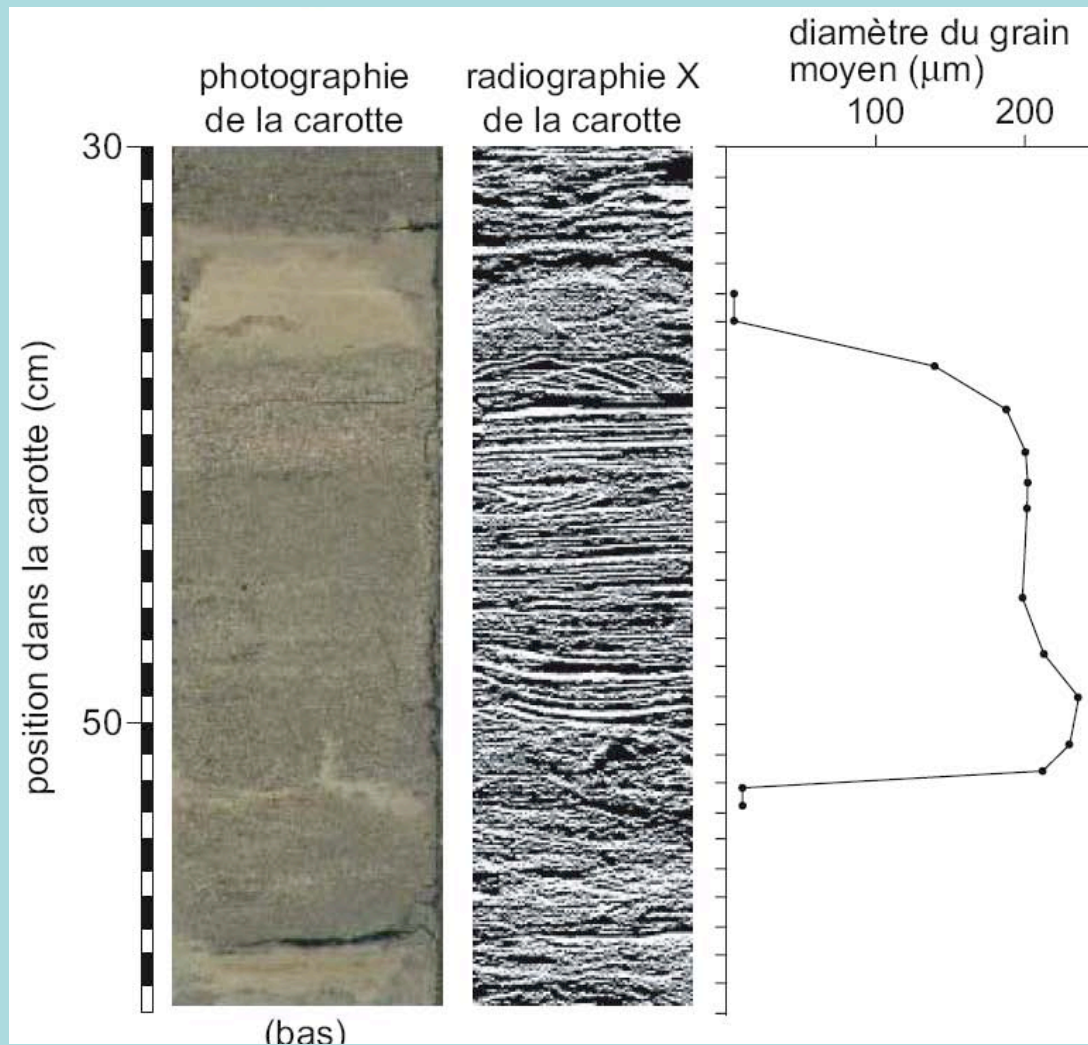 photographie
de la carotte
radiographie X
de la carotte
diamètre du grain
moyen (µm)
100
200
30
50
position dans la carotte (cm)
(bas)